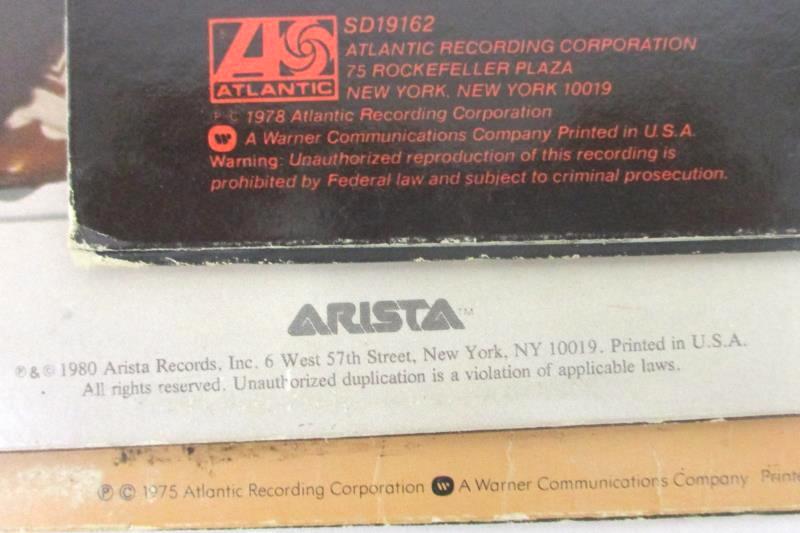 SD19162
ATLANTIC RECORDING CORPORATION
75 ROCKEFELLER PLAZA
ATLANTIC
NEW YORK, NEW YORK 10019
℗ © 1978 Atlantic Recording Corporation
A Warner Communications Company Printed in U.S.A.
Warning: Unauthorized reproduction of this recording is
prohibited by Federal law and subject to criminal prosecution.
ARISTA™
℗ & © 1980 Arista Records, Inc. 6 West 57th Street, New York, NY 10019. Printed in U.S.A.
All rights reserved. Unauthorized duplication is a violation of applicable laws.
℗ © 1975 Atlantic Recording Corporation A Warner Communications Company